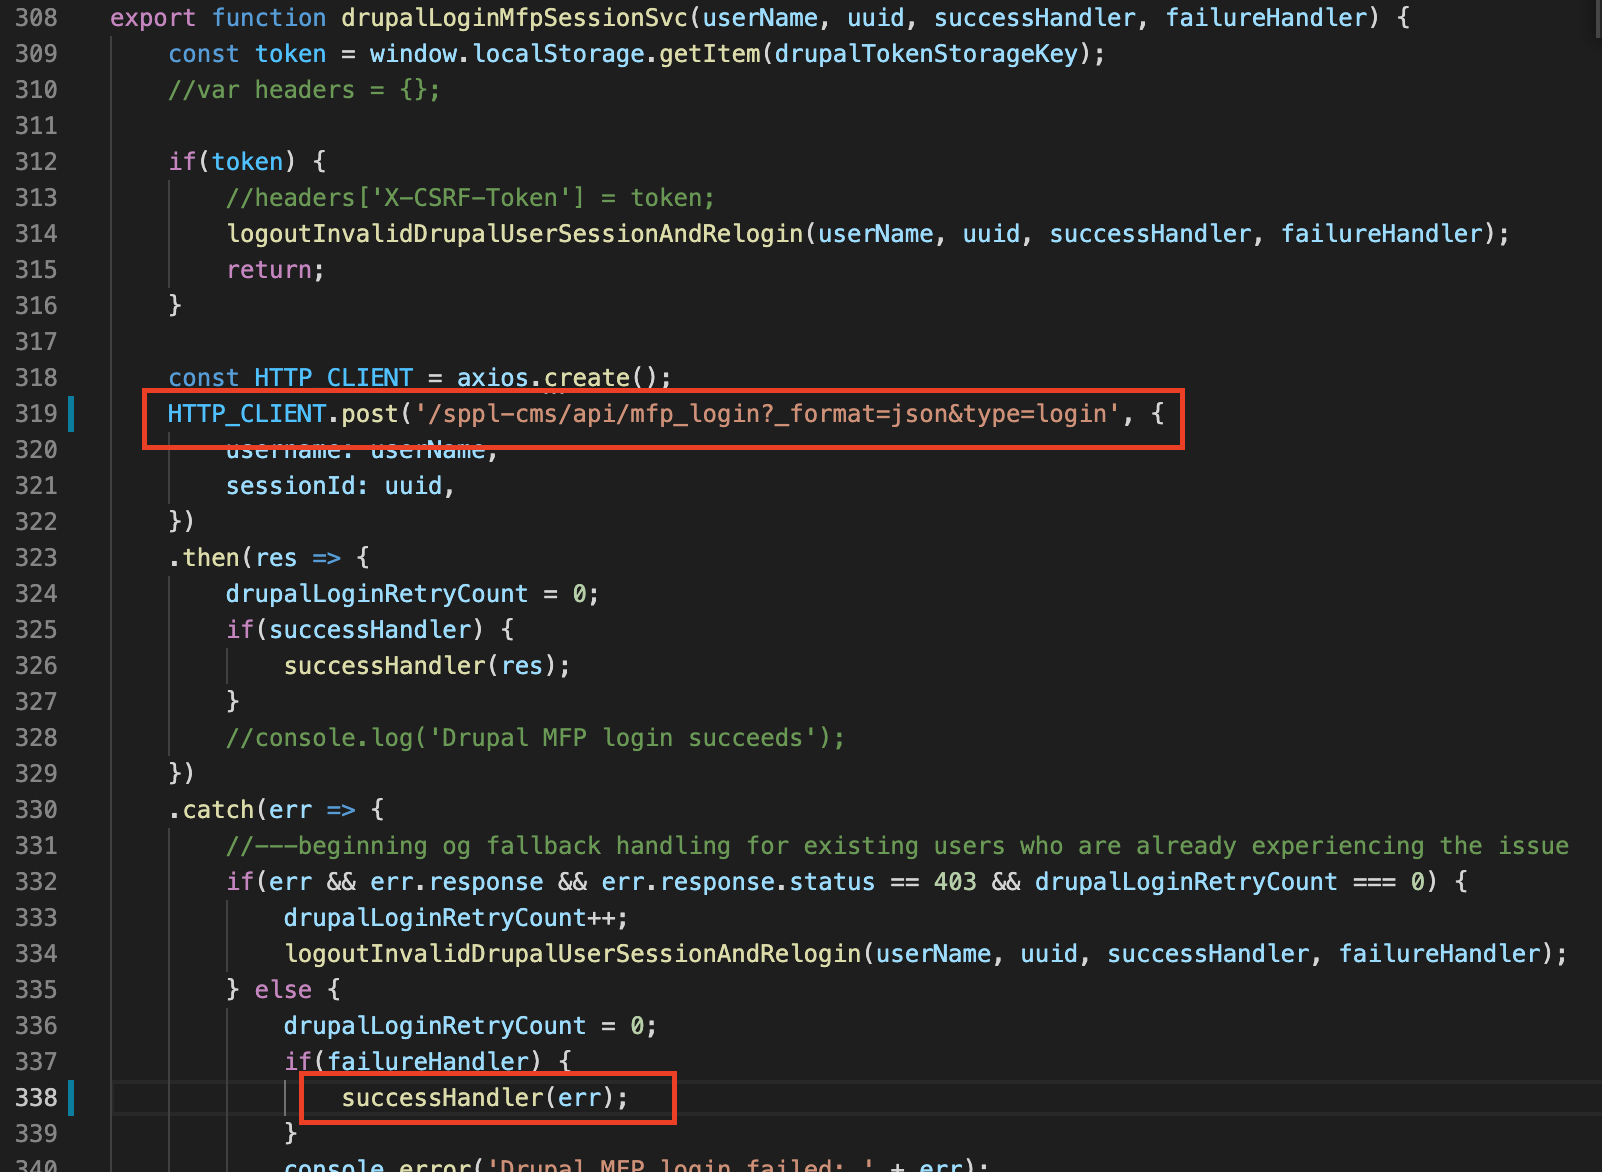 308 export function drupalLoginMfpSessionSvc(userName, uuid, successHandler, failureHandler) {
309 const token = window.localStorage.getItem(drupalTokenStorageKey);
310 //var headers = {};
311
312 if(token) {
313 //headers['X-CSRF-Token'] = token;
314 logoutInvalidDrupalUserSessionAndRelogin(userName, uuid, successHandler, failureHandler);
315 return;
316 }
317
318 const HTTP_CLIENT = axios.create();
319 HTTP_CLIENT.post('/sppl-cms/api/mfp_login?_format=json&type=login', {
320 username: userName,
321 sessionId: uuid,
322 })
323 .then(res => {
324 drupalLoginRetryCount = 0;
325 if(successHandler) {
326 successHandler(res);
327 }
328 //console.log('Drupal MFP login succeeds');
329 })
330 .catch(err => {
331 //---beginning og fallback handling for existing users who are already experiencing the issue
332 if(err && err.response && err.response.status == 403 && drupalLoginRetryCount === 0) {
333 drupalLoginRetryCount++;
334 logoutInvalidDrupalUserSessionAndRelogin(userName, uuid, successHandler, failureHandler);
335 } else {
336 drupalLoginRetryCount = 0;
337 if(failureHandler) {
338 successHandler(err);
339 }
340 console.error('Drupal MFP login failed: ' + err);